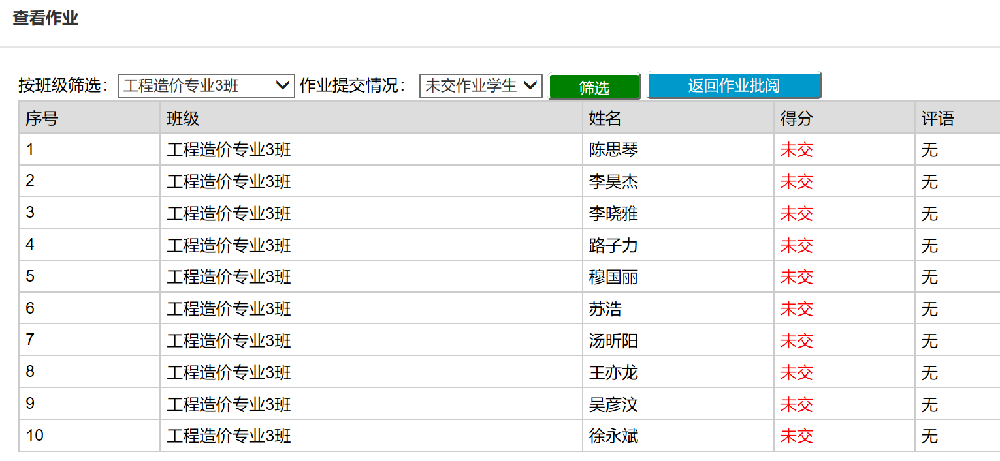 查看作业
按班级筛选： 工程造价专业3班 作业提交情况： 未交作业学生 筛选 返回作业批阅
序号 班级 姓名 得分 评语
1 工程造价专业3班 陈思琴 未交 无
2 工程造价专业3班 李昊杰 未交 无
3 工程造价专业3班 李晓雅 未交 无
4 工程造价专业3班 路子力 未交 无
5 工程造价专业3班 穆国丽 未交 无
6 工程造价专业3班 苏浩 未交 无
7 工程造价专业3班 汤昕阳 未交 无
8 工程造价专业3班 王亦龙 未交 无
9 工程造价专业3班 吴彦汶 未交 无
10 工程造价专业3班 徐永斌 未交 无